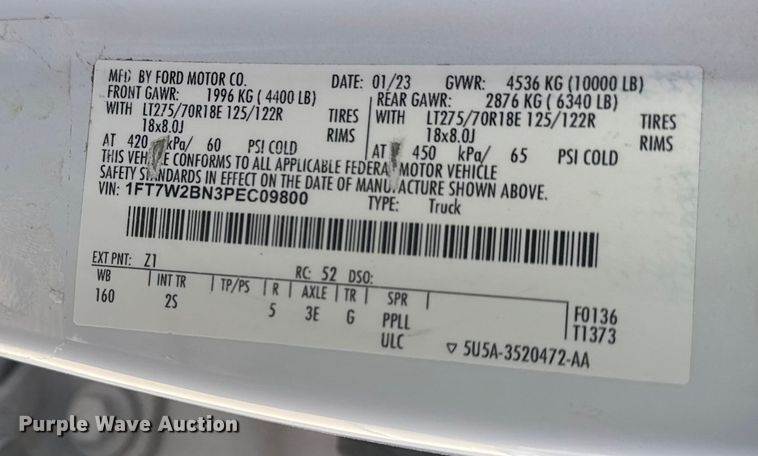 MFD BY FORD MOTOR CO. DATE: 01/23 GVWR: 4536 KG (10000 LB)
FRONT GAWR: 1996 KG ( 4400 LB) REAR GAWR: 2876 KG ( 6340 LB)
WITH LT275/70R18E 125/122R TIRES WITH LT275/70R18E 125/122R TIRES
18x8.0J RIMS 18x8.0J RIMS
AT 420 kPa/ 60 PSI COLD AT 450 kPa/ 65 PSI COLD
THIS VEHICLE CONFORMS TO ALL APPLICABLE FEDERAL MOTOR VEHICLE
SAFETY STANDARDS IN EFFECT ON THE DATE OF MANUFACTURE SHOWN ABOVE.
VIN: 1FT7W2BN3PEC09800 TYPE: Truck
EXT PNT: Z1 RC: 52 DSO:
WB INT TR TP/PS R AXLE TR SPR F0136
160 2S 5 3E G PPLL T1373
ULC 5U5A-3520472-AA
Purple Wave Auction